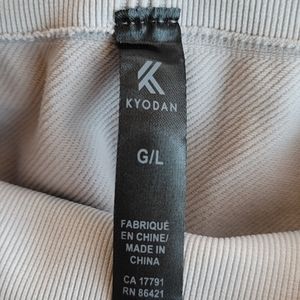 KYODAN
G/L
FABRIQUÉ
EN CHINE/
MADE IN
CHINA
CA 17791
RN 86421